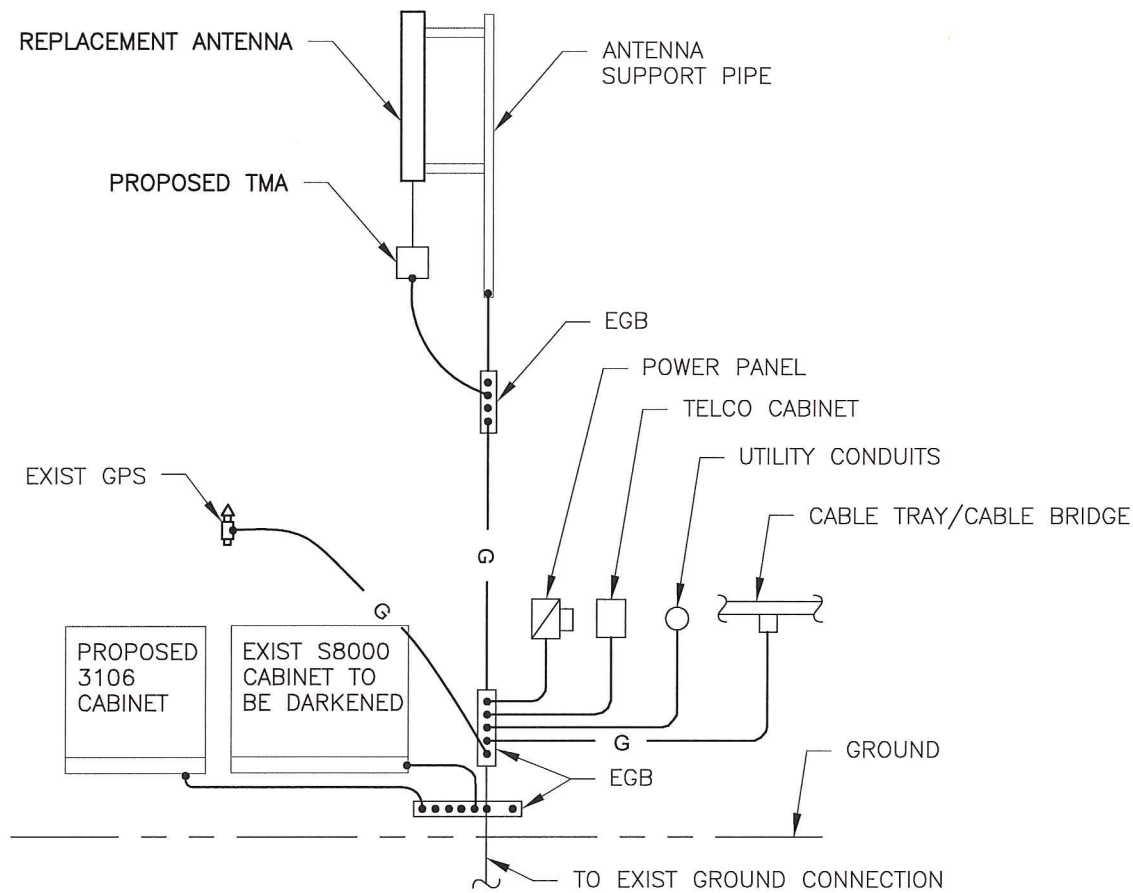 REPLACEMENT ANTENNA
ANTENNA
SUPPORT PIPE
PROPOSED TMA
EGB
POWER PANEL
TELCO CABINET
UTILITY CONDUITS
EXIST GPS
CABLE TRAY/CABLE BRIDGE
G
G
PROPOSED
3106
CABINET
EXIST S8000
CABINET TO
BE DARKENED
G
GROUND
EGB
TO EXIST GROUND CONNECTION